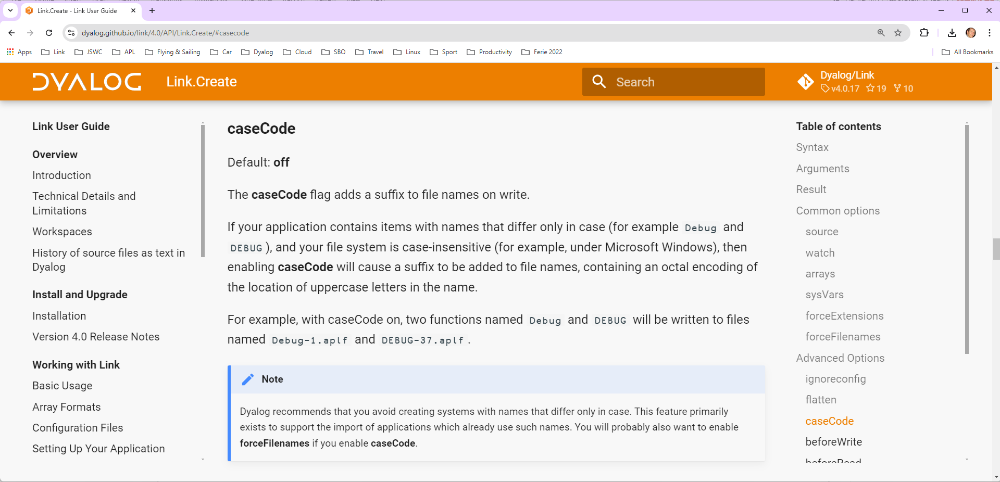 Link.Create - Link User Guide
dyalog.github.io/link/4.0/API/Link.Create/#casecode
Apps Link JSWC APL Flying & Sailing Car Dyalog Cloud SBO Travel Linux Sport Productivity Ferie 2022 All Bookmarks
DYALOG
Link.Create
Search
Dyalog/Link
v4.0.17 19 10
Link User Guide
Overview
Introduction
Technical Details and
Limitations
Workspaces
History of source files as text in
Dyalog
Install and Upgrade
Installation
Version 4.0 Release Notes
Working with Link
Basic Usage
Array Formats
Configuration Files
Setting Up Your Application
caseCode
Default: off
The caseCode flag adds a suffix to file names on write.
If your application contains items with names that differ only in case (for example Debug and
DEBUG ), and your file system is case-insensitive (for example, under Microsoft Windows), then
enabling caseCode will cause a suffix to be added to file names, containing an octal encoding of
the location of uppercase letters in the name.
For example, with caseCode on, two functions named Debug and DEBUG will be written to files
named Debug-1.aplf and DEBUG-37.aplf .
Note
Dyalog recommends that you avoid creating systems with names that differ only in case. This feature primarily
exists to support the import of applications which already use such names. You will probably also want to enable
forceFilenames if you enable caseCode.
Table of contents
Syntax
Arguments
Result
Common options
source
watch
arrays
sysVars
forceExtensions
forceFilenames
Advanced Options
ignoreconfig
flatten
caseCode
beforeWrite
beforeRead